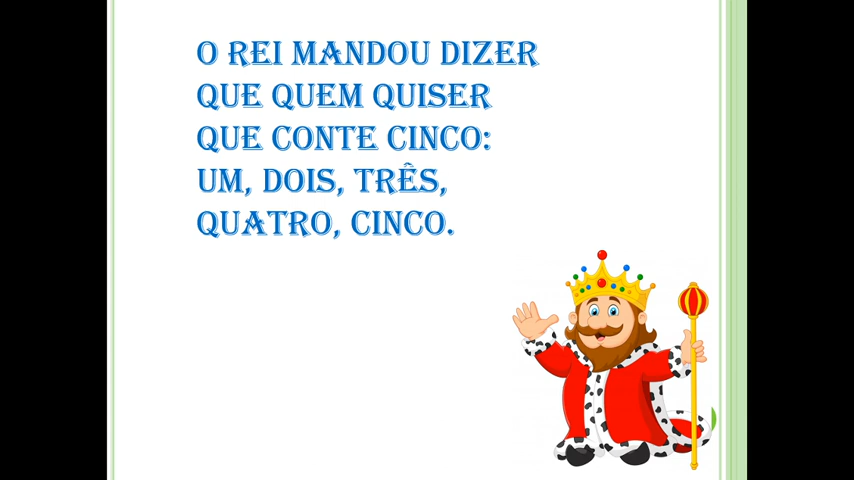 O REI MANDOU DIZER
QUE QUEM QUISER
QUE CONTE CINCO:
UM, DOIS, TRÊS,
QUATRO, CINCO.